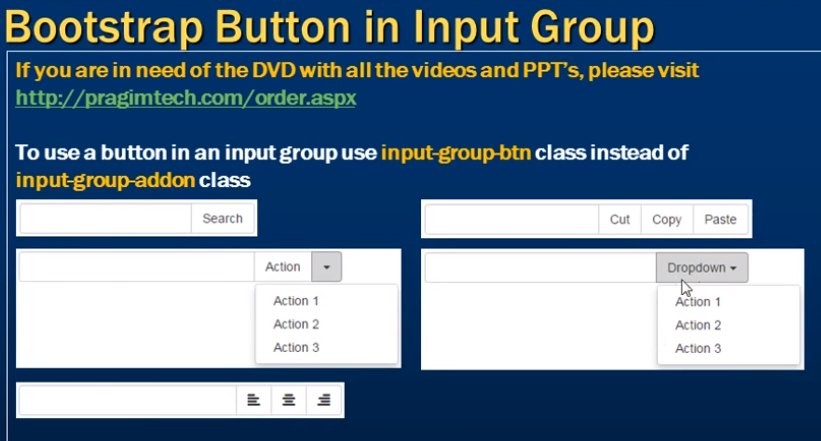 Bootstrap Button in Input Group
If you are in need of the DVD with all the videos and PPT's, please visit
http://pragimtech.com/order.aspx
To use a button in an input group use input-group-btn class instead of
input-group-addon class
Search
Cut Copy Paste
Action
Action 1
Action 2
Action 3
Dropdown
Action 1
Action 2
Action 3